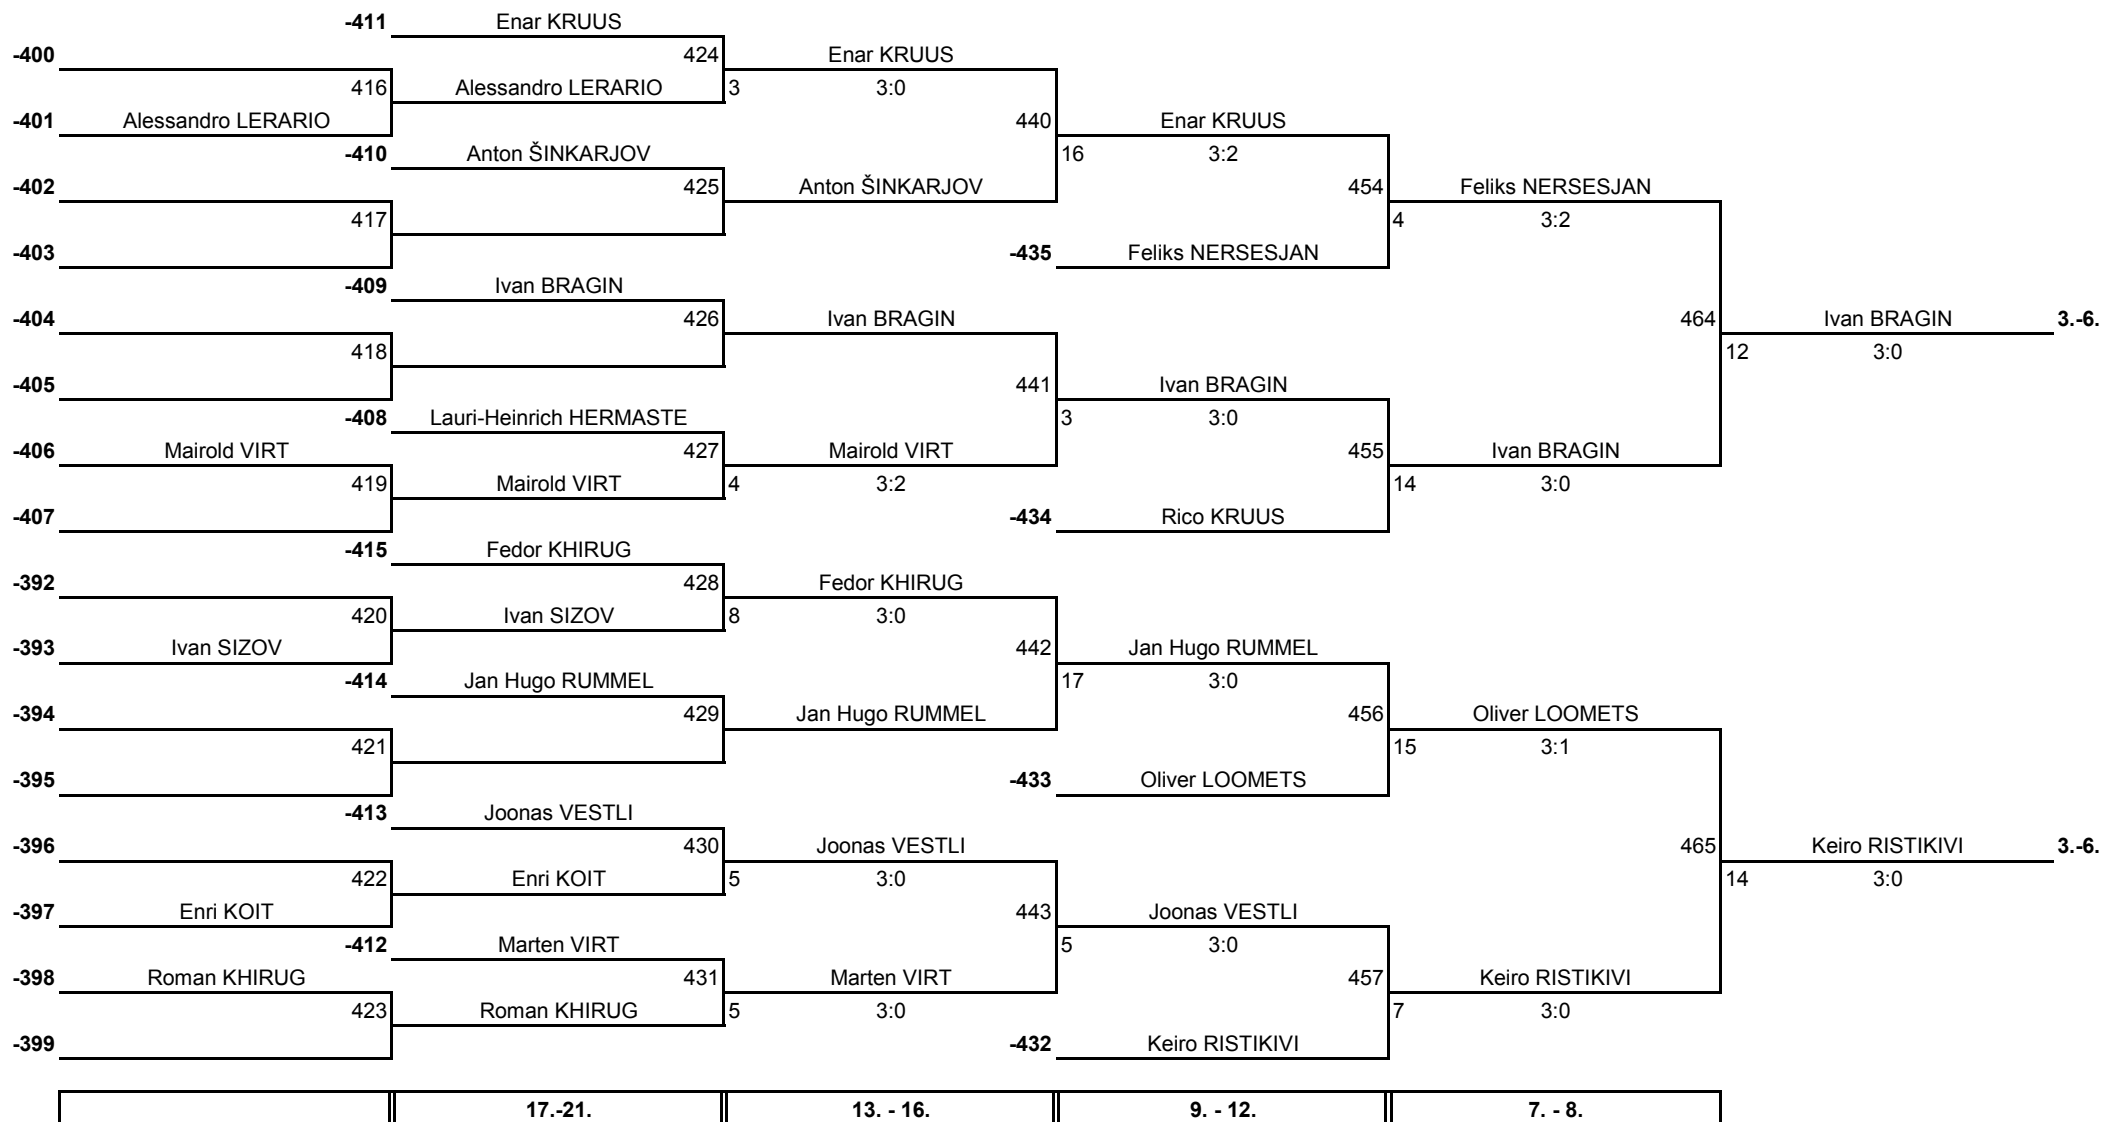 -411 Enar KRUUS
-400 424 Enar KRUUS
416 Alessandro LERARIO 3 3:0
-401 Alessandro LERARIO 440 Enar KRUUS
-410 Anton ŠINKARJOV 16 3:2
-402 425 Anton ŠINKARJOV 454 Feliks NERSESJAN
417 4 3:2
-403 -435 Feliks NERSESJAN
-409 Ivan BRAGIN
-404 426 Ivan BRAGIN 464 Ivan BRAGIN 3.-6.
418 12 3:0
-405 441 Ivan BRAGIN
-408 Lauri-Heinrich HERMASTE 3 3:0
-406 Mairold VIRT 427 Mairold VIRT 455 Ivan BRAGIN
419 Mairold VIRT 4 3:2 14 3:0
-407 -434 Rico KRUUS
-415 Fedor KHIRUG
-392 428 Fedor KHIRUG
420 Ivan SIZOV 8 3:0
-393 Ivan SIZOV 442 Jan Hugo RUMMEL
-414 Jan Hugo RUMMEL 17 3:0
-394 429 Jan Hugo RUMMEL 456 Oliver LOOMETS
421 15 3:1
-395 -433 Oliver LOOMETS
-413 Joonas VESTLI
-396 430 Joonas VESTLI 465 Keiro RISTIKIVI 3.-6.
422 Enri KOIT 5 3:0 14 3:0
-397 Enri KOIT 443 Joonas VESTLI
-412 Marten VIRT 5 3:0
-398 Roman KHIRUG 431 Marten VIRT 457 Keiro RISTIKIVI
423 Roman KHIRUG 5 3:0 7 3:0
-399 -432 Keiro RISTIKIVI
17.-21. 13. - 16. 9. - 12. 7. - 8.